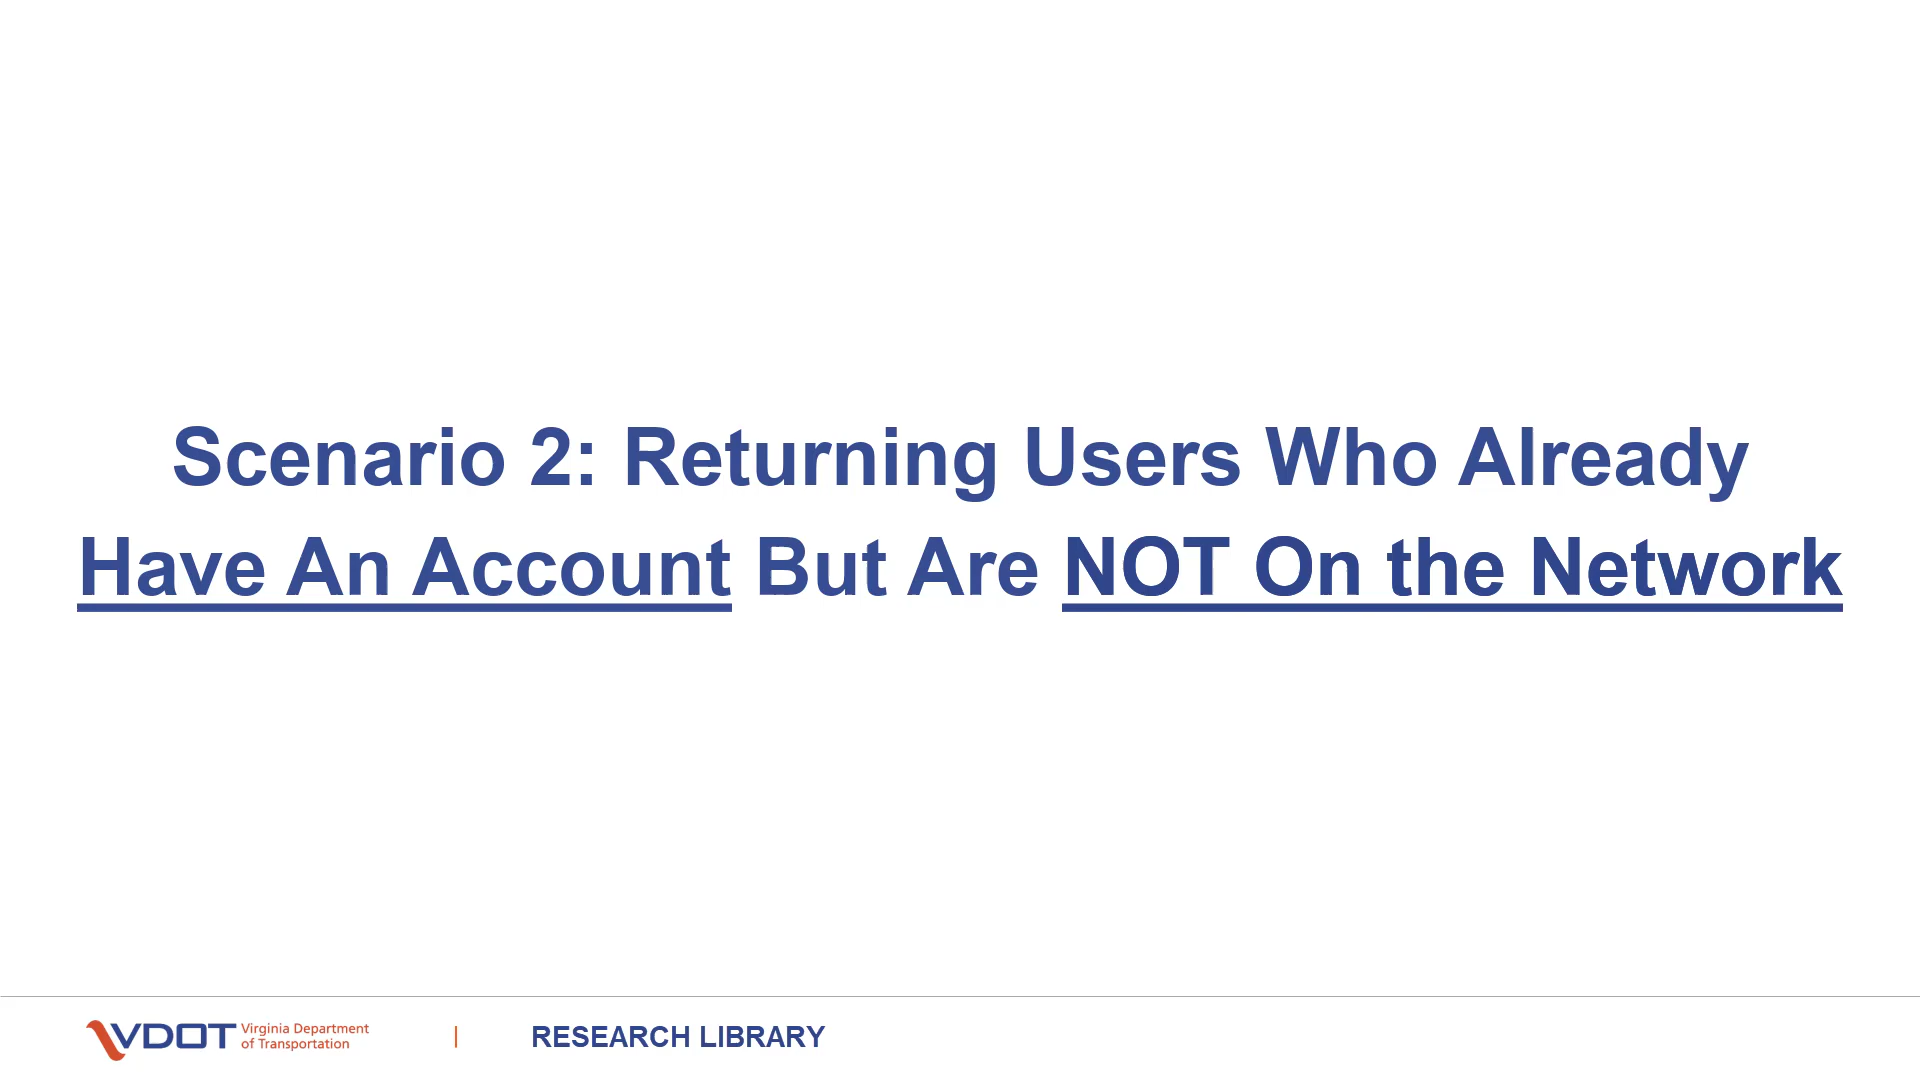 Scenario 2: Returning Users Who Already
Have An Account But Are NOT On the Network
VDOT Virginia Department
of Transportation
| RESEARCH LIBRARY